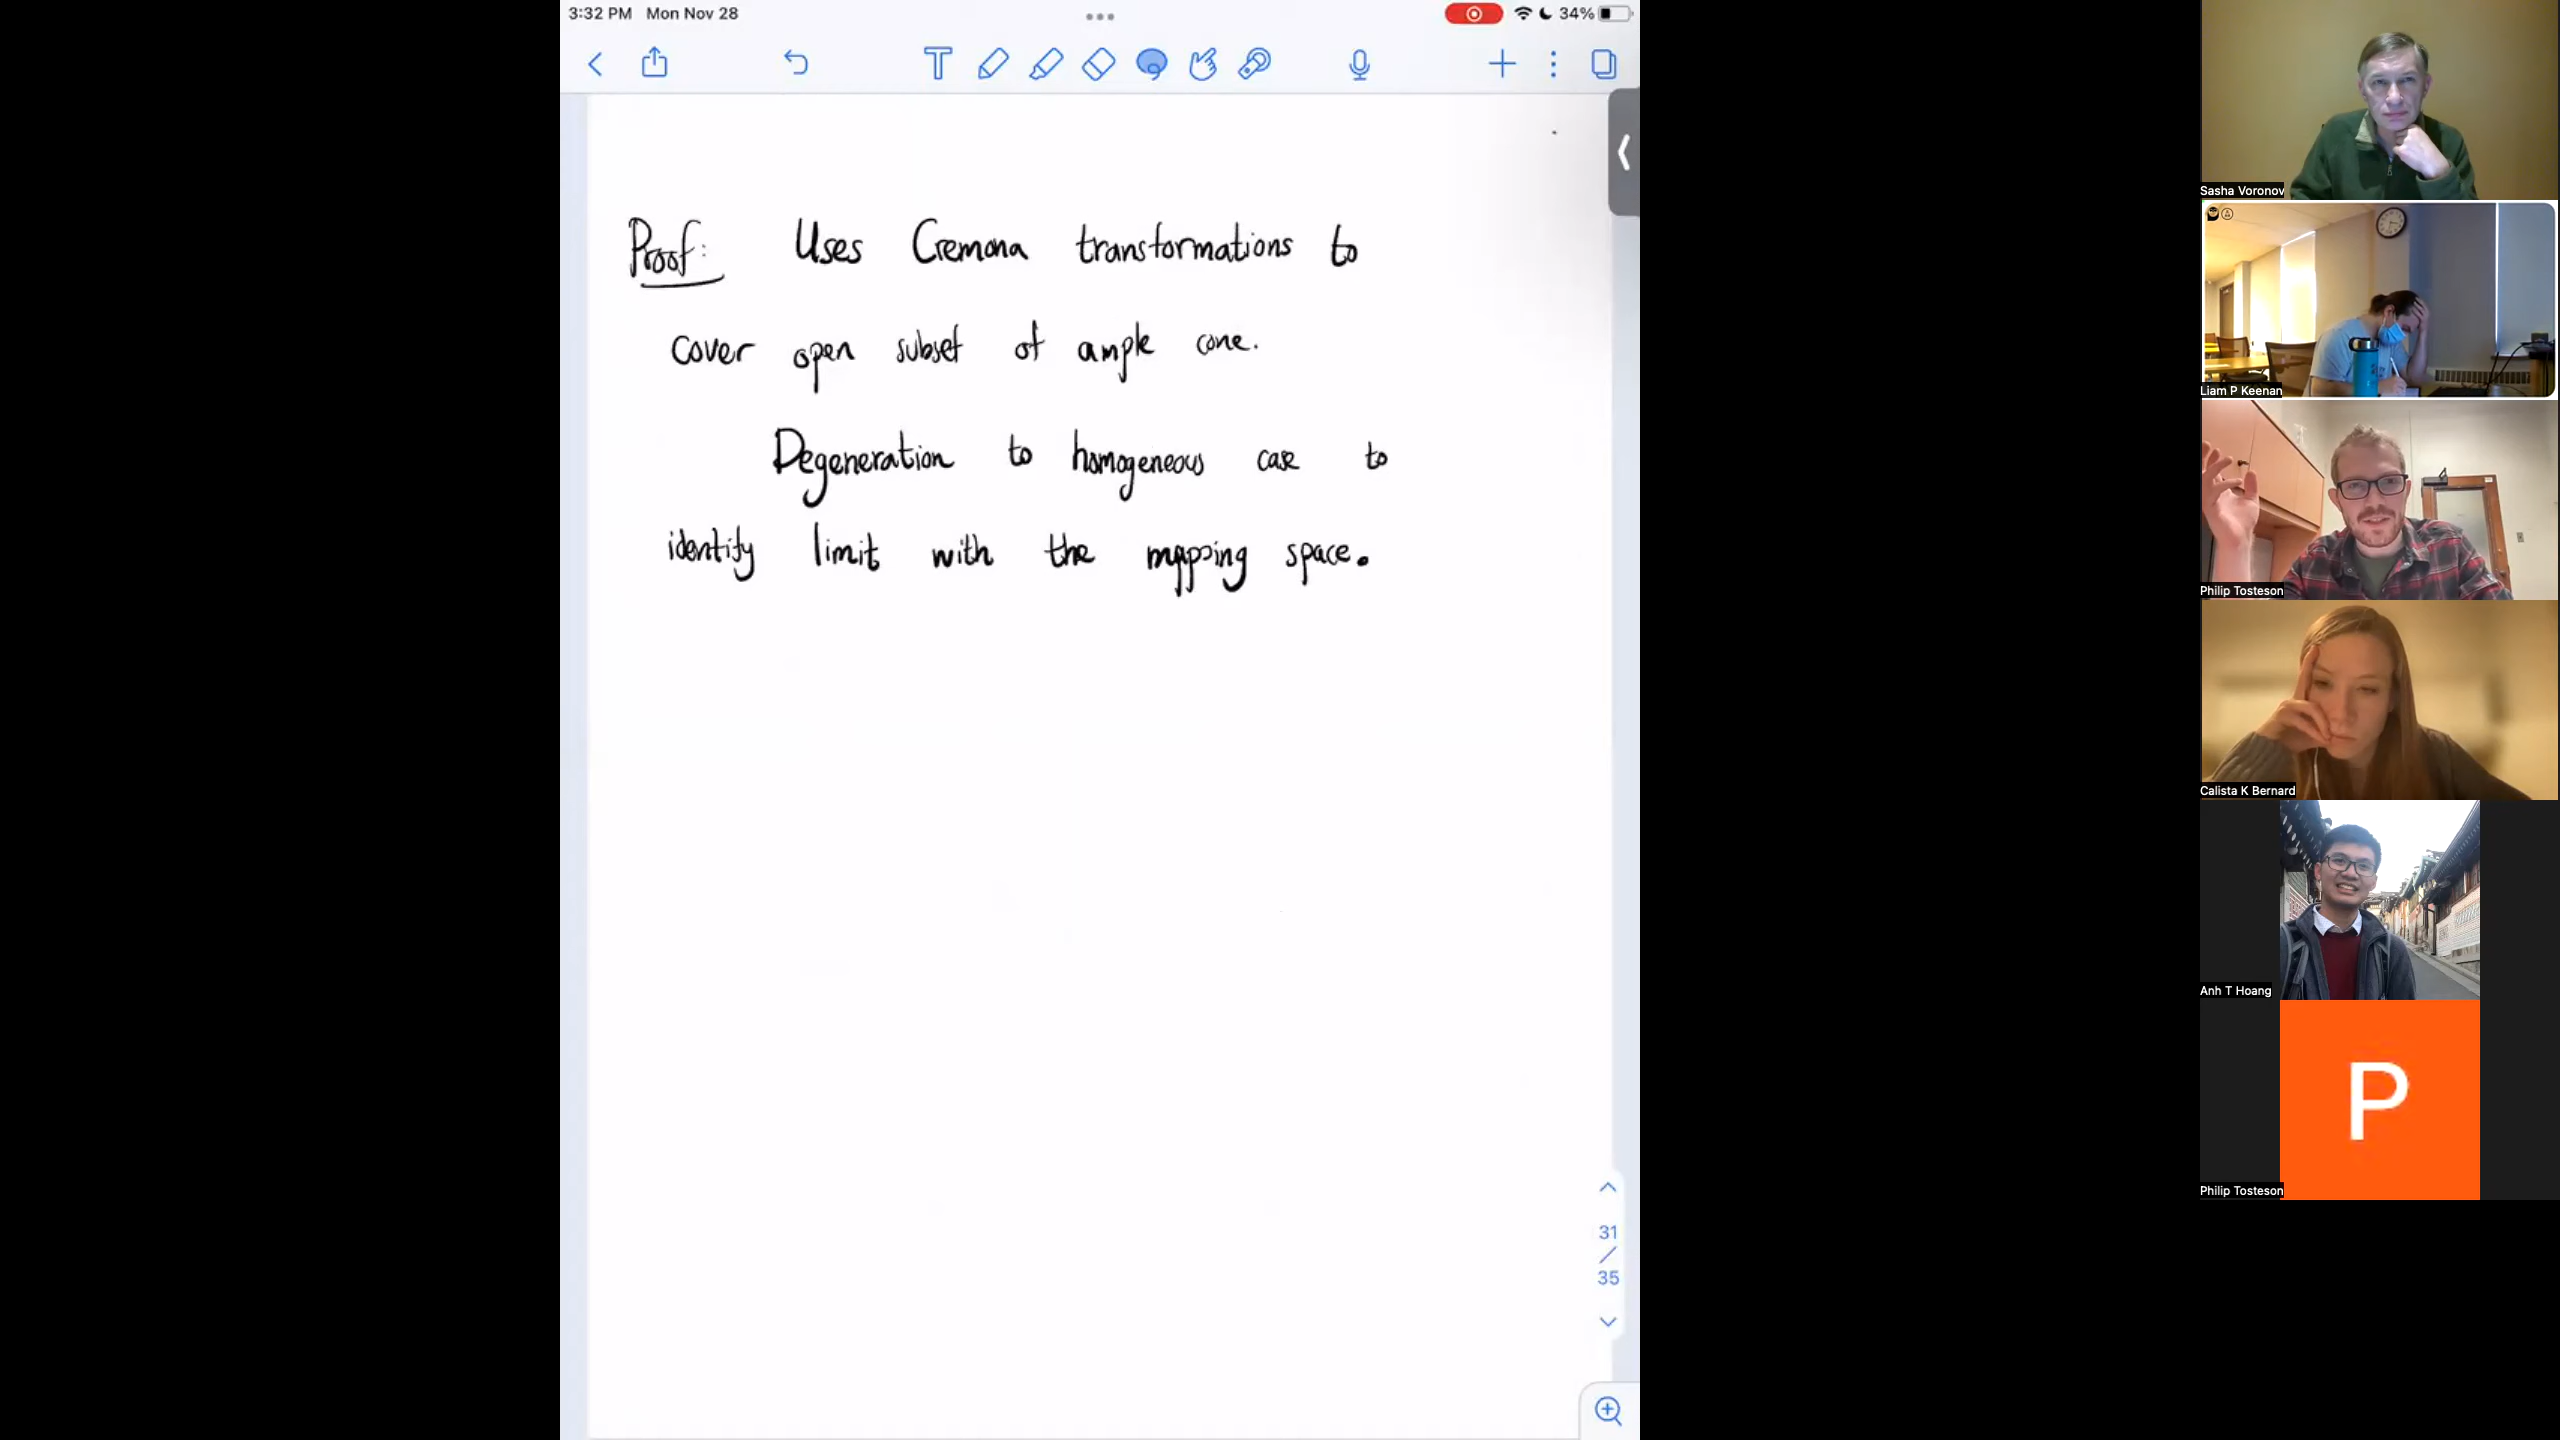 3:32 PM Mon Nov 28
34%
Proof: Uses Cremona transformations to
cover open subset of ample cone.
Degeneration to homogeneous case to
identify limit with the mapping space.
31
/
35
Sasha Voronov
Liam P Keenan
Philip Tosteson
Calista K Bernard
Anh T Hoang
P
Philip Tosteson